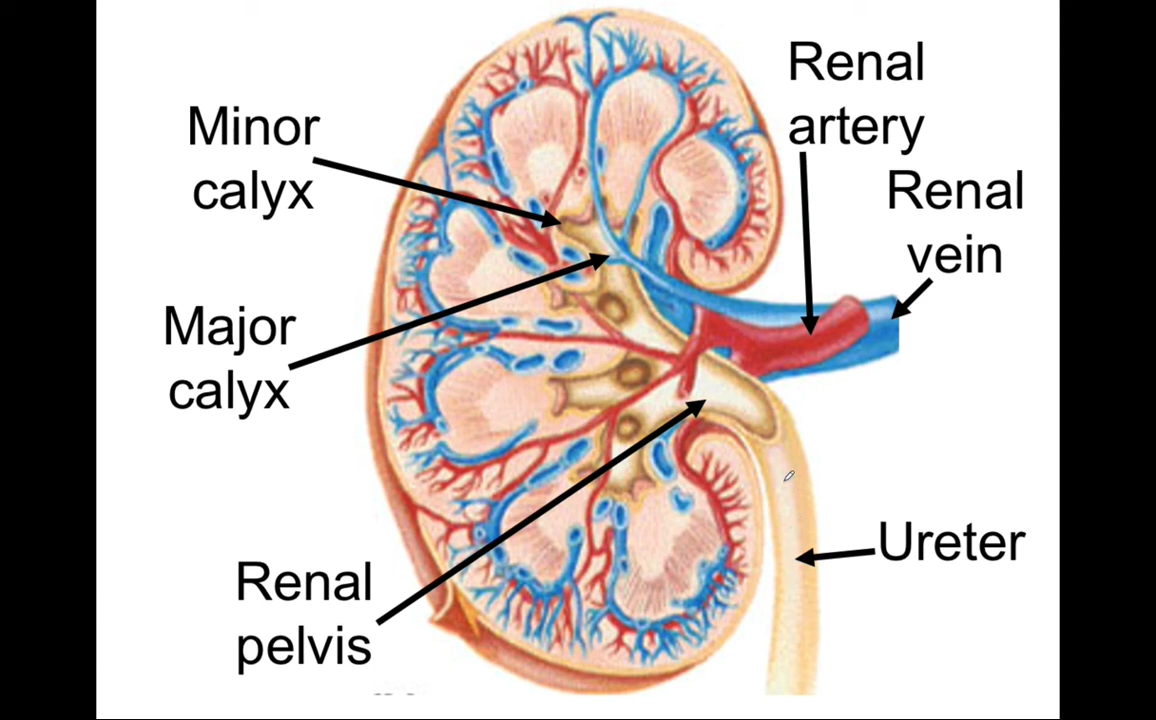 Minor
calyx
Major
calyx
Renal
pelvis
Renal
artery
Renal
vein
Ureter